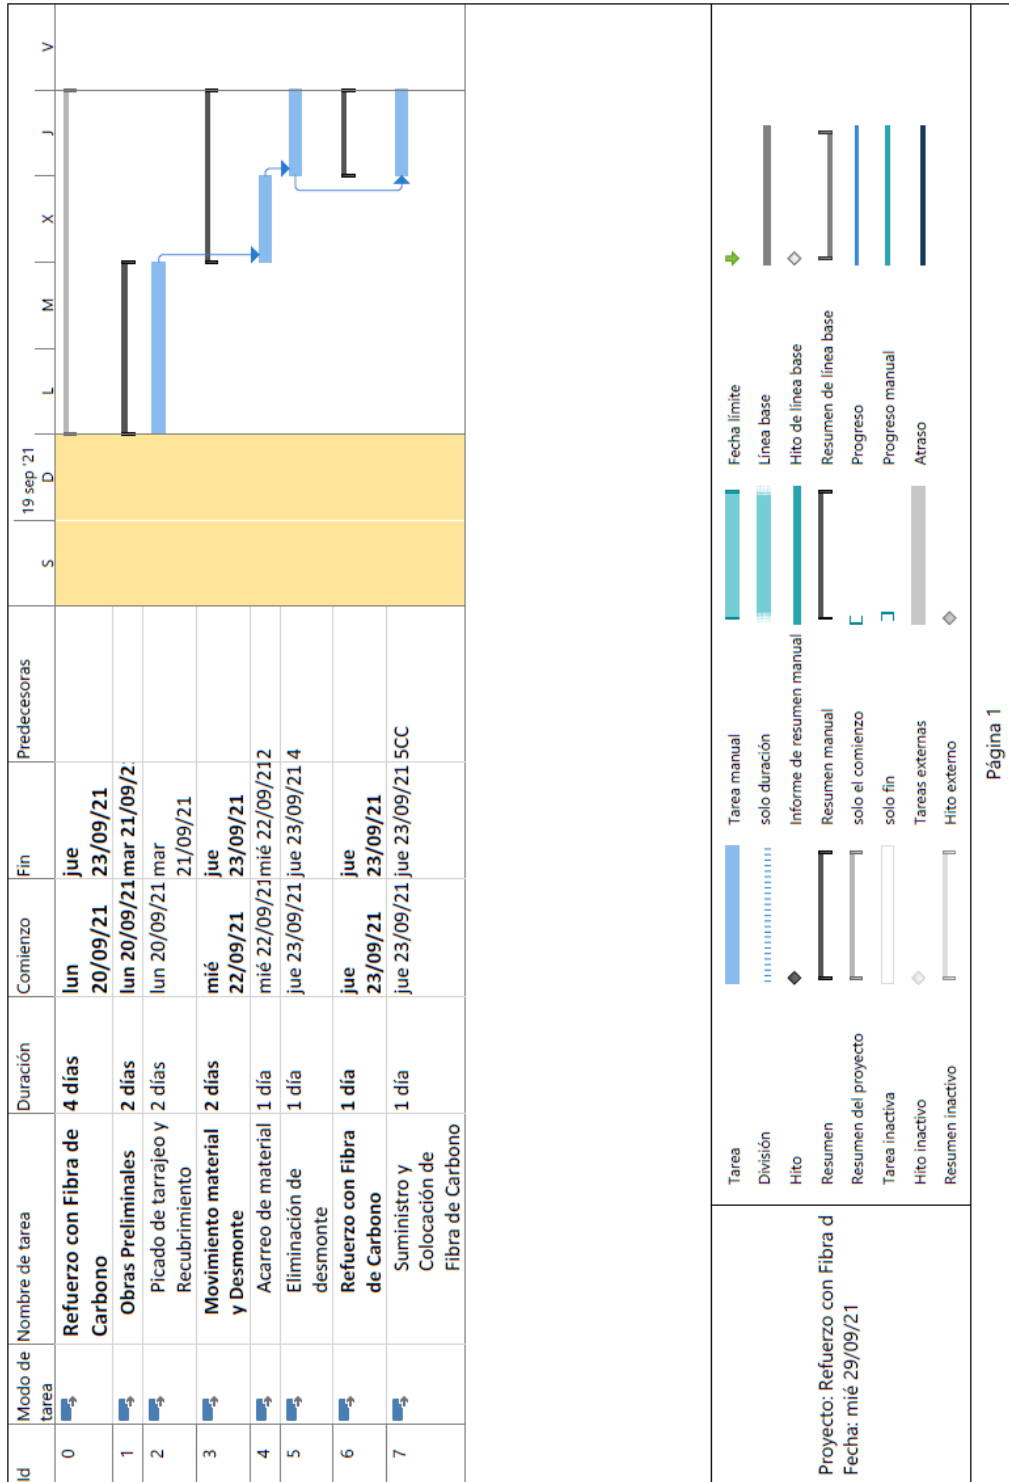 Id
Modo de
tarea
Nombre de tarea
Duración
Comienzo
Fin
Predecesoras
19 sep '21
S
D
L
M
X
J
V
0
Refuerzo con Fibra de
Carbono
4 días
lun
20/09/21
jue
23/09/21
1
Obras Preliminales
2 días
lun 20/09/21
mar 21/09/2
2
Picado de tarrajeo y
Recubrimiento
2 días
lun 20/09/21
mar
21/09/21
3
Movimiento material
y Desmonte
2 días
mié
22/09/21
jue
23/09/21
4
Acarreo de material
1 día
mié 22/09/21
mié 22/09/21
2
5
Eliminación de
desmonte
1 día
jue 23/09/21
jue 23/09/21
4
6
Refuerzo con Fibra
de Carbono
1 día
jue
23/09/21
jue
23/09/21
7
Suministro y
Colocación de
Fibra de Carbono
1 día
jue 23/09/21
jue 23/09/21
5CC
Proyecto: Refuerzo con Fibra d
Fecha: mié 29/09/21
Tarea
División
Hito
Resumen
Resumen del proyecto
Tarea inactiva
Hito inactivo
Resumen inactivo
Tarea manual
solo duración
Informe de resumen manual
Resumen manual
solo el comienzo
solo fin
Tareas externas
Hito externo
Fecha límite
Línea base
Hito de línea base
Resumen de línea base
Progreso
Progreso manual
Atraso
Página 1